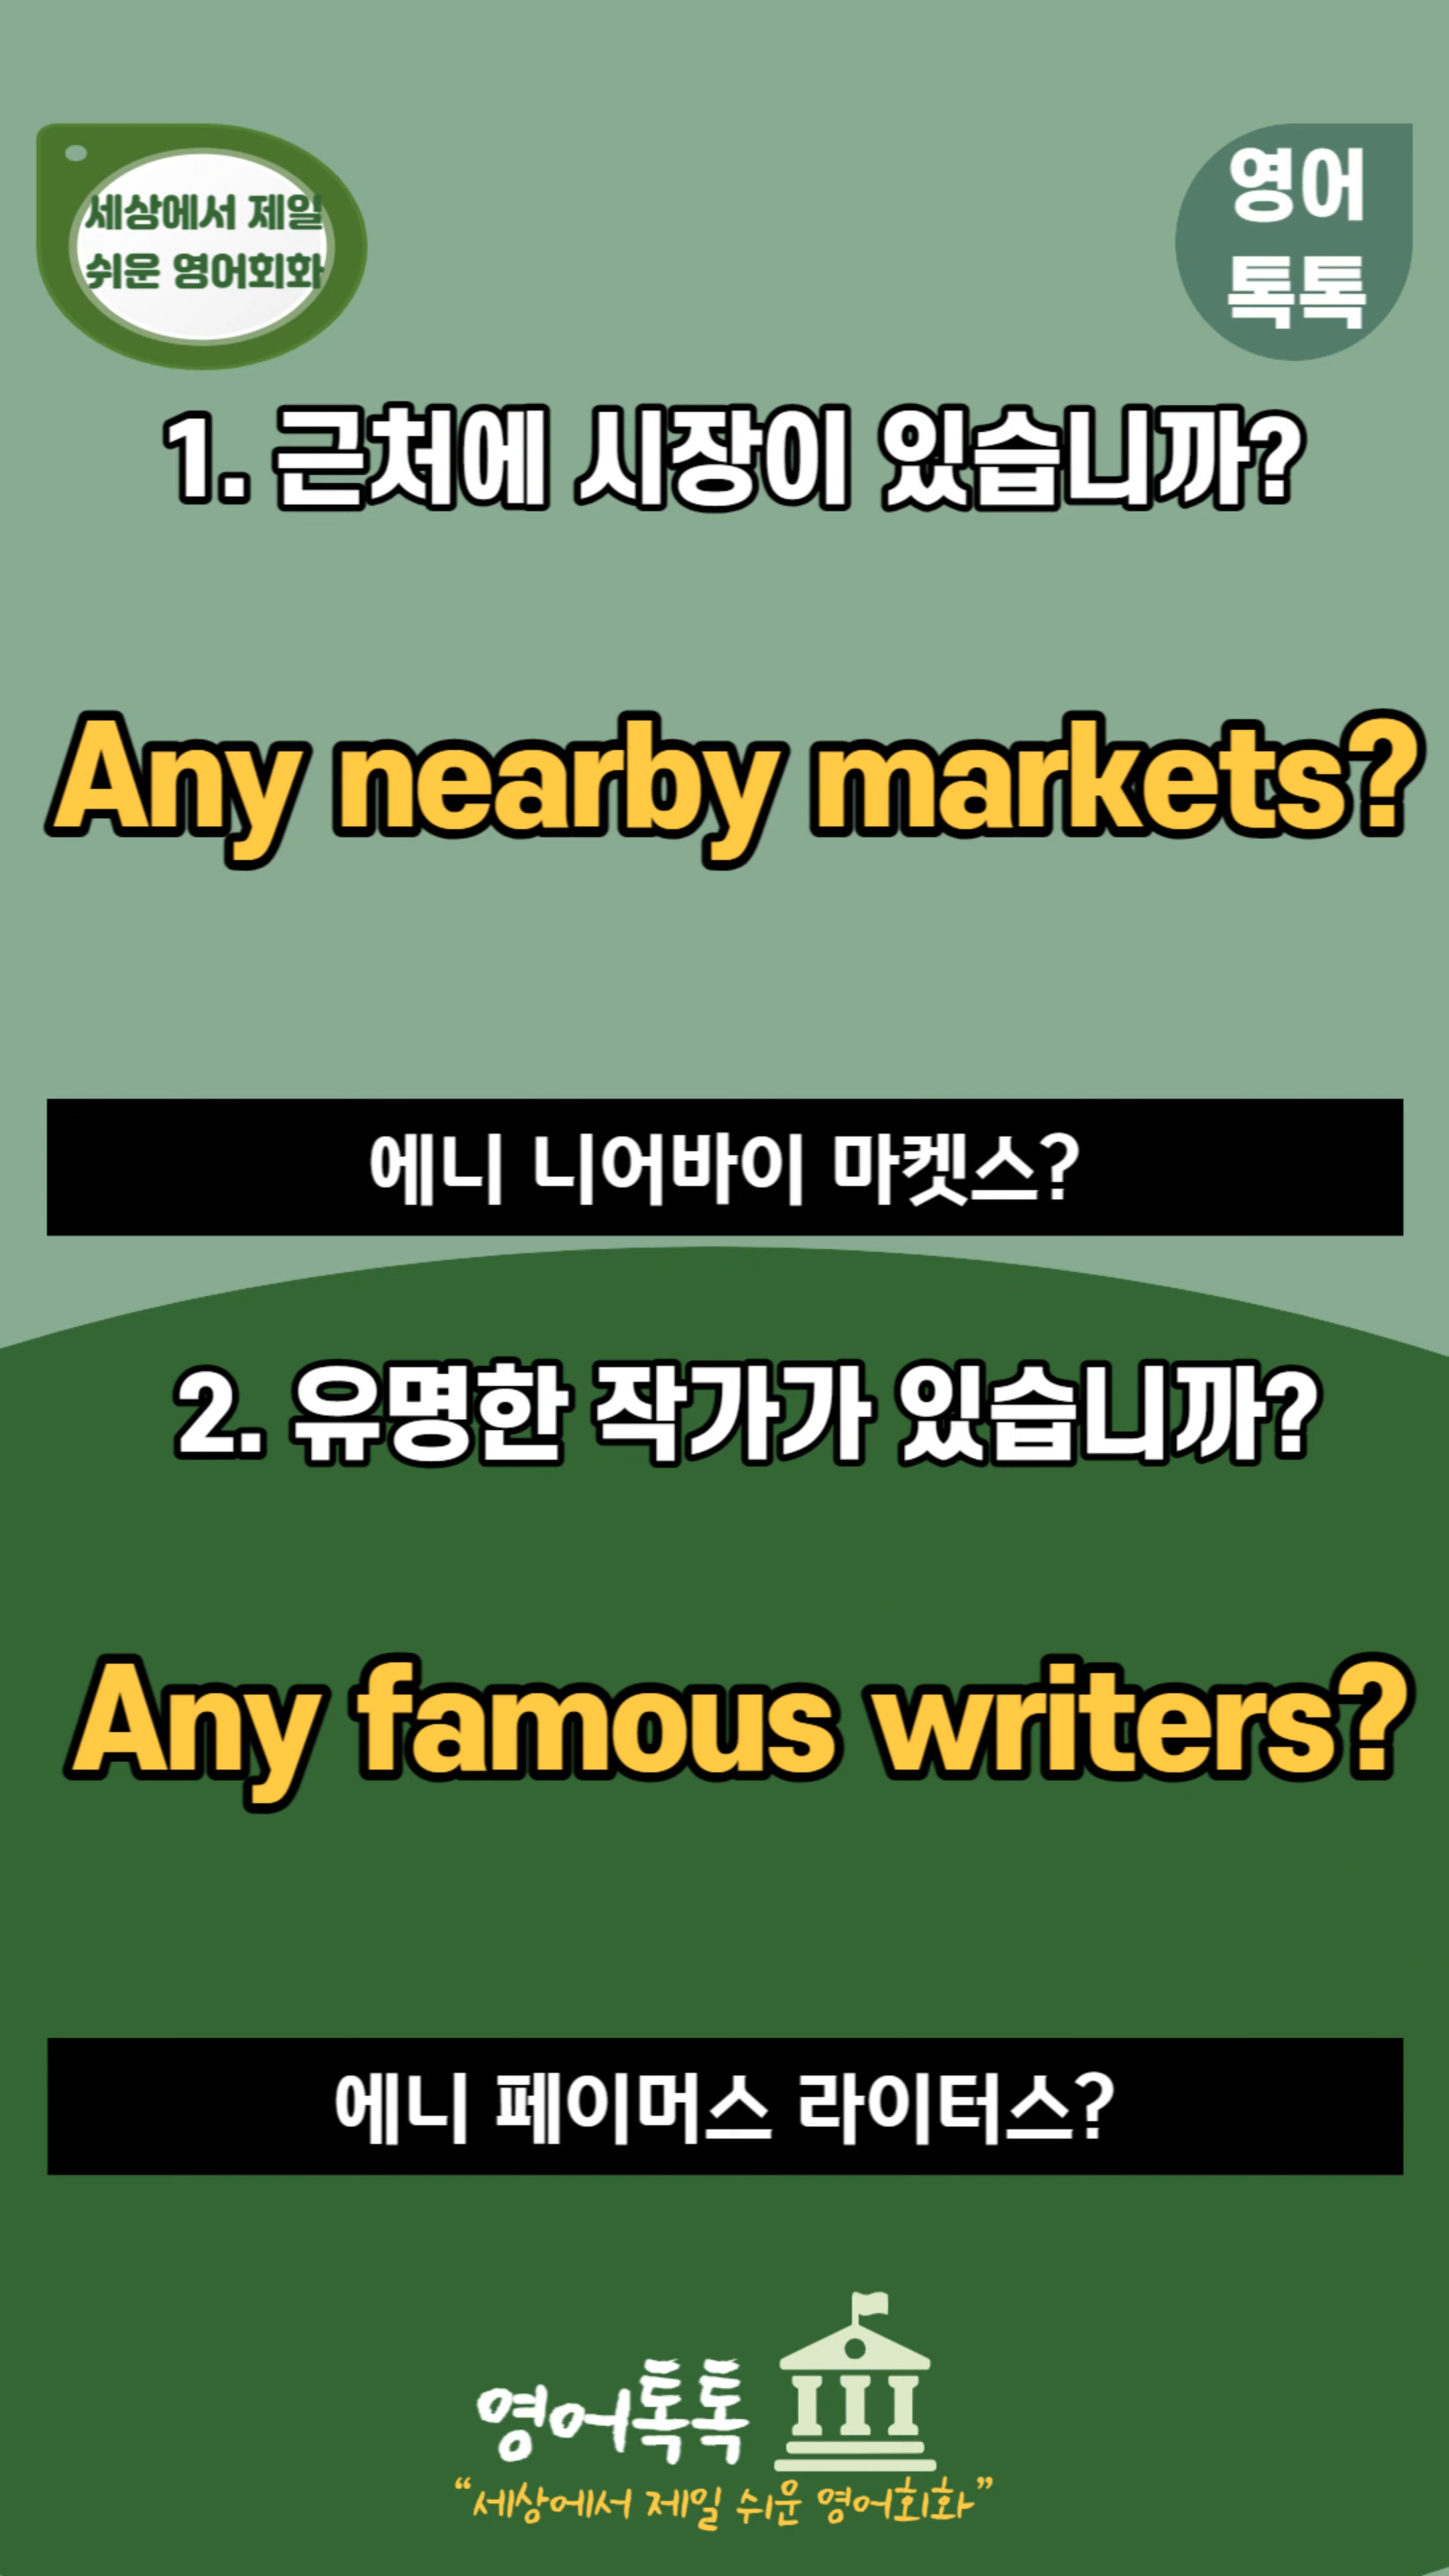 세상에서 제일
쉬운 영어회화
영어
톡톡
1. 근처에 시장이 있습니까?
Any nearby markets?
에니 니어바이 마켓스?
2. 유명한 작가가 있습니까?
Any famous writers?
에니 페이머스 라이터스?
영어톡톡
“세상에서 제일 쉬운 영어회화”